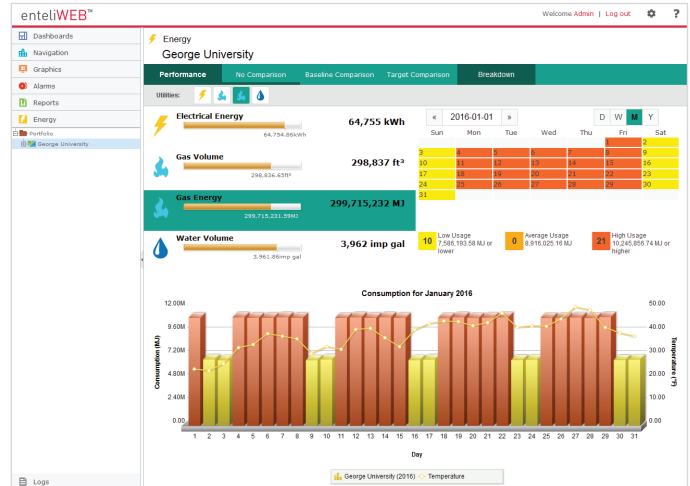 enteliWEB™
Welcome Admin | Log out ?
Dashboards
Navigation
Graphics
Alarms
Reports
Energy
Portfolio
George University
Logs
Energy
George University
Performance No Comparison Baseline Comparison Target Comparison Breakdown
Utilities:
Electrical Energy
64,755 kWh
64,754.86kWh
Gas Volume
298,837 ft³
298,836.65ft³
Gas Energy
299,715,232 MJ
299,715,231.59MJ
Water Volume
3,962 imp gal
3,961.86imp gal
« 2016-01-01 » D W M Y
Sun Mon Tue Wed Thu Fri Sat
1 2
3 4 5 6 7 8 9
10 11 12 13 14 15 16
17 18 19 20 21 22 23
24 25 26 27 28 29 30
31
10 Low Usage
7,586,193.58 MJ or
lower
0 Average Usage
8,916,025.16 MJ
21 High Usage
10,245,856.74 MJ or
higher
Consumption for January 2016
Consumption (MJ)
12.00M
9.60M
7.20M
4.80M
2.40M
0.00
50.00
40.00
30.00
20.00
10.00
0.00
Temperature (°F)
1 2 3 4 5 6 7 8 9 10 11 12 13 14 15 16 17 18 19 20 21 22 23 24 25 26 27 28 29 30 31
Day
George University (2016) Temperature